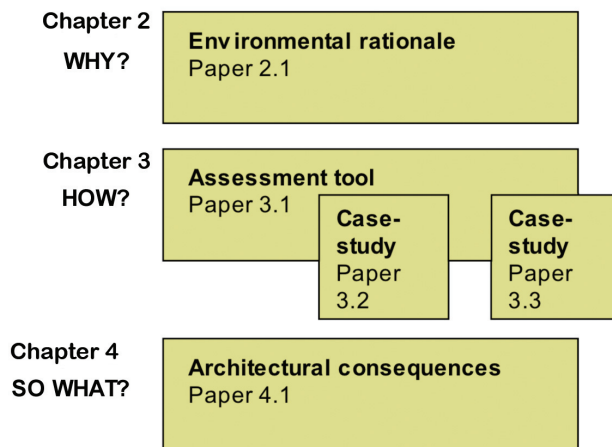 Chapter 2
WHY?
Environmental rationale
Paper 2.1
Chapter 3
HOW?
Assessment tool
Paper 3.1
Case-
study
Paper
3.2
Case-
study
Paper
3.3
Chapter 4
SO WHAT?
Architectural consequences
Paper 4.1